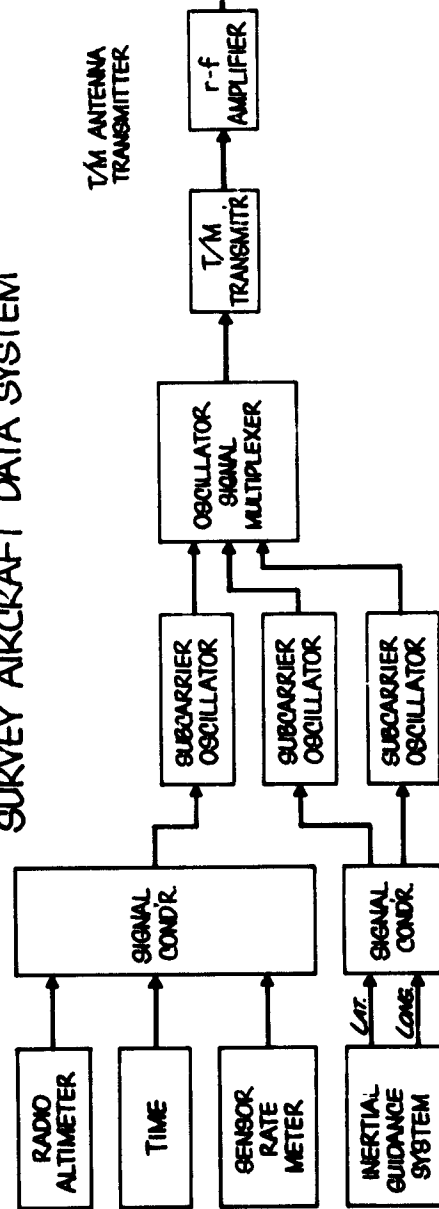 SURVEY AIRCRAFT DATA SYSTEM
T/M ANTENNA
TRANSMITTER
RADIO
ALTIMETER
TIME
SENSOR
RATE
METER
INERTIAL
GUIDANCE
SYSTEM
LAT.
LONG.
SIGNAL
COND'R.
SIGNAL
COND'R.
SUBCARRIER
OSCILLATOR
SUBCARRIER
OSCILLATOR
SUBCARRIER
OSCILLATOR
OSCILLATOR
SIGNAL
MULTIPLEXER
T/M
TRANSMIT'R.
r-f
AMPLIFIER